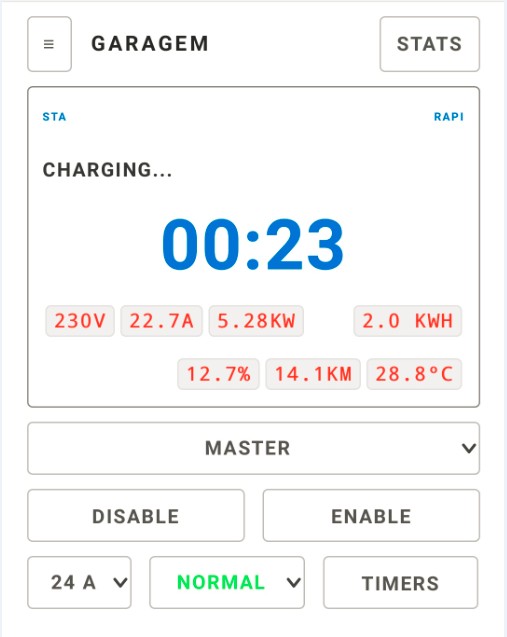 ≡ GARAGEM STATS
STA RAPI
CHARGING...
00:23
230V 22.7A 5.28KW 2.0 KWH
12.7% 14.1KM 28.8ºC
MASTER
DISABLE ENABLE
24 A NORMAL TIMERS